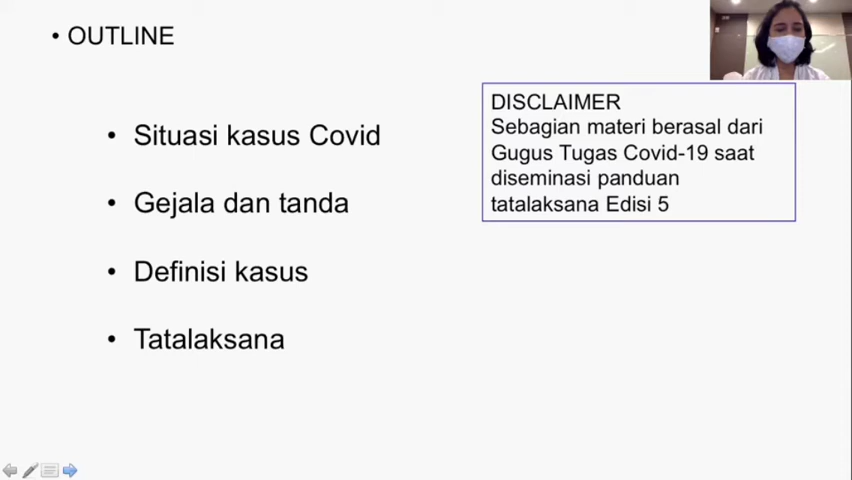 • OUTLINE
• Situasi kasus Covid
• Gejala dan tanda
• Definisi kasus
• Tatalaksana
DISCLAIMER
Sebagian materi berasal dari
Gugus Tugas Covid-19 saat
diseminasi panduan
tatalaksana Edisi 5